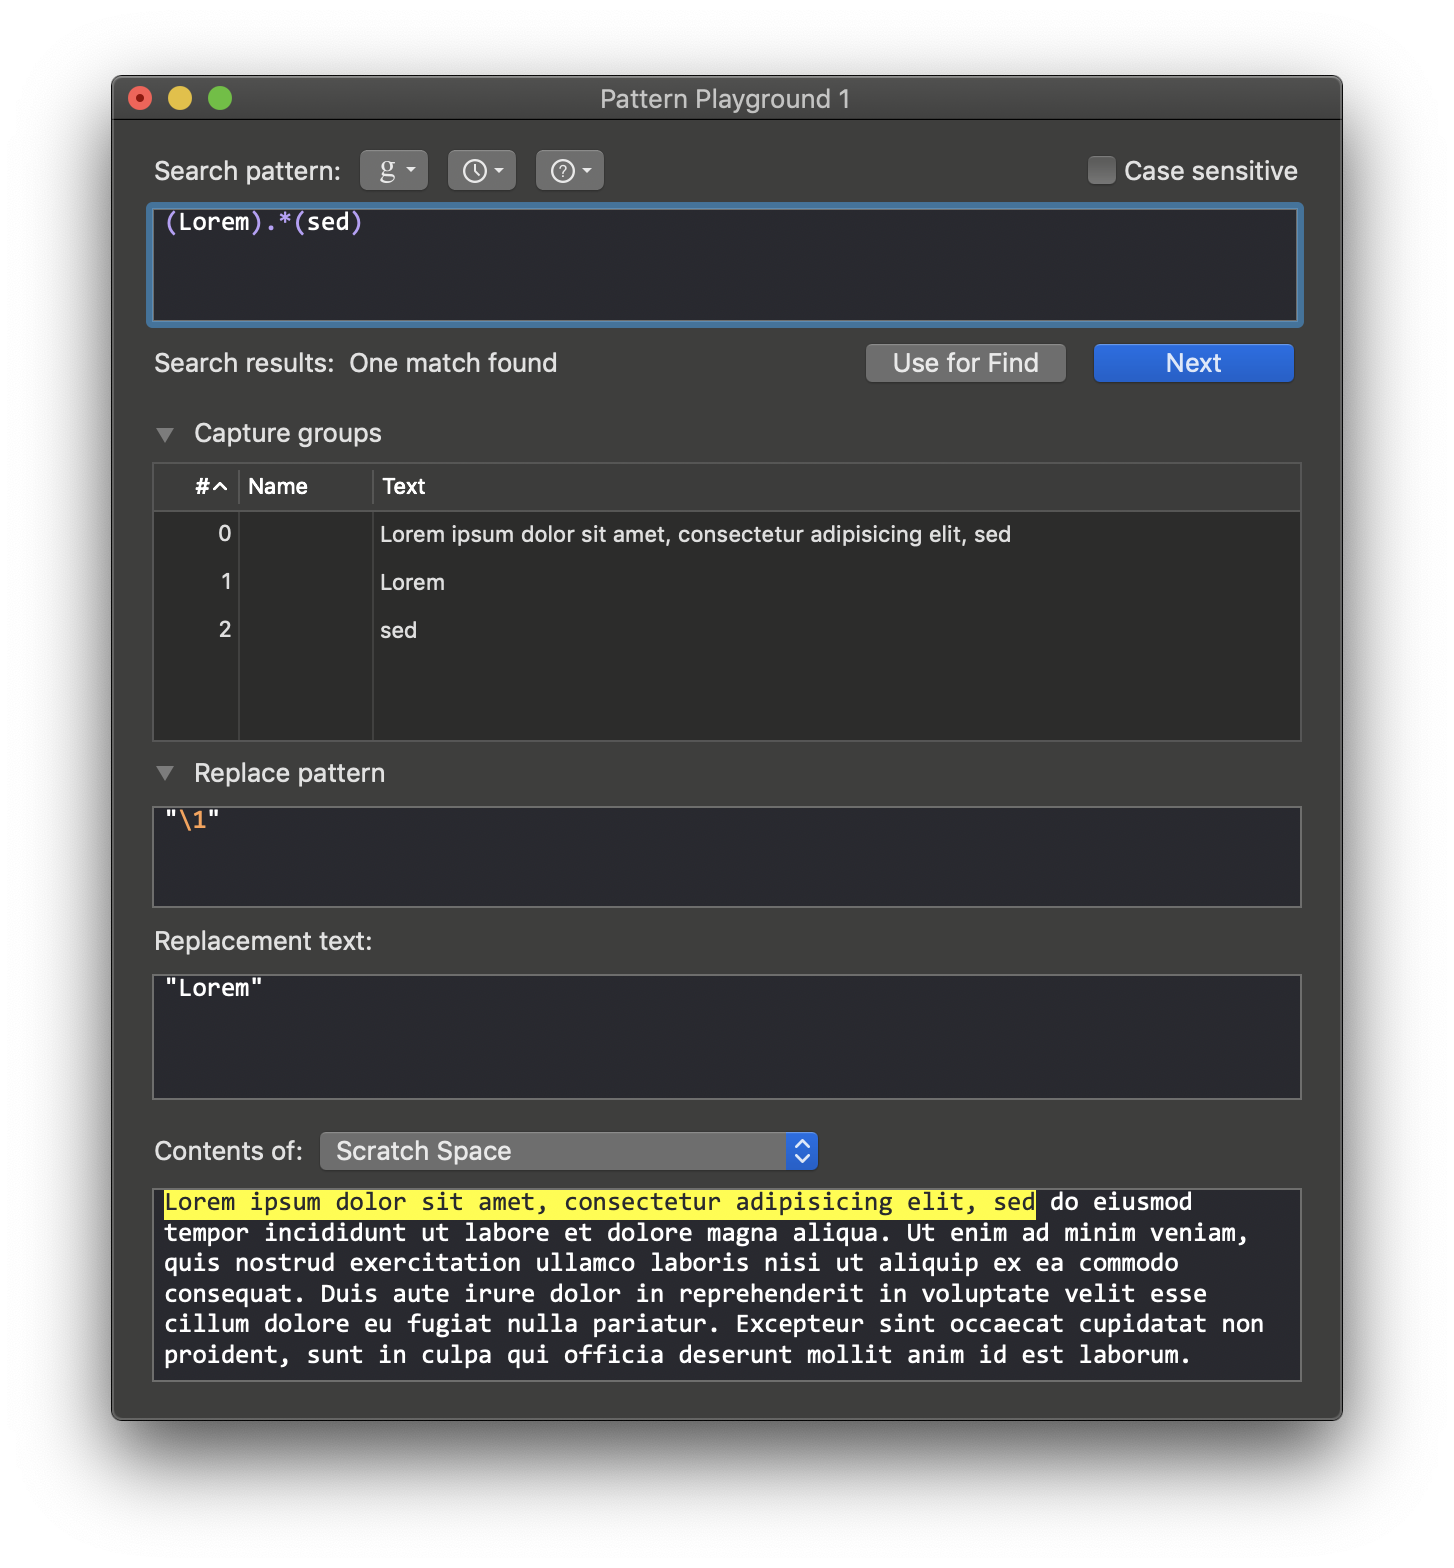 Pattern Playground 1
Search pattern: g ? Case sensitive
(Lorem).*(sed)
Search results: One match found Use for Find Next
Capture groups
# Name Text
0 Lorem ipsum dolor sit amet, consectetur adipisicing elit, sed
1 Lorem
2 sed
Replace pattern
"\1"
Replacement text:
"Lorem"
Contents of: Scratch Space
Lorem ipsum dolor sit amet, consectetur adipisicing elit, sed do eiusmod
tempor incididunt ut labore et dolore magna aliqua. Ut enim ad minim veniam,
quis nostrud exercitation ullamco laboris nisi ut aliquip ex ea commodo
consequat. Duis aute irure dolor in reprehenderit in voluptate velit esse
cillum dolore eu fugiat nulla pariatur. Excepteur sint occaecat cupidatat non
proident, sunt in culpa qui officia deserunt mollit anim id est laborum.